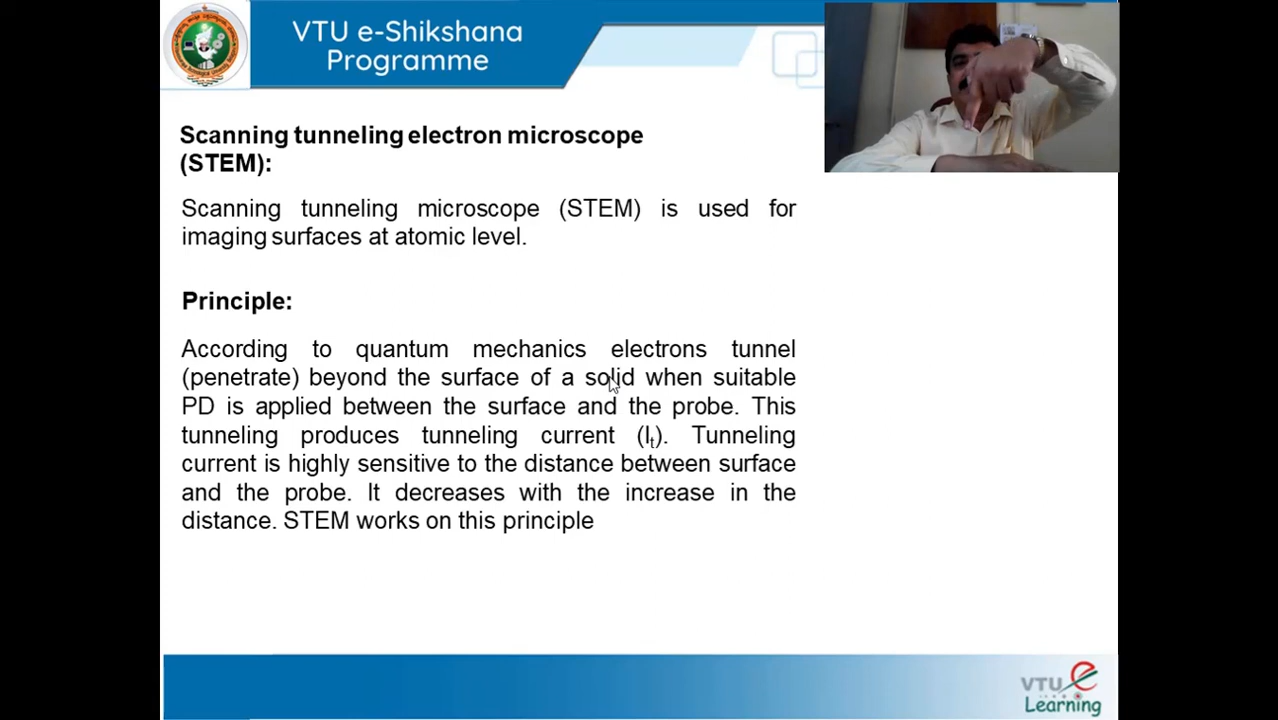 VTU e-Shikshana
Programme
Scanning tunneling electron microscope
(STEM):
Scanning tunneling microscope (STEM) is used for
imaging surfaces at atomic level.
Principle:
According to quantum mechanics electrons tunnel
(penetrate) beyond the surface of a solid when suitable
PD is applied between the surface and the probe. This
tunneling produces tunneling current (It). Tunneling
current is highly sensitive to the distance between surface
and the probe. It decreases with the increase in the
distance. STEM works on this principle
VTU e
Learning